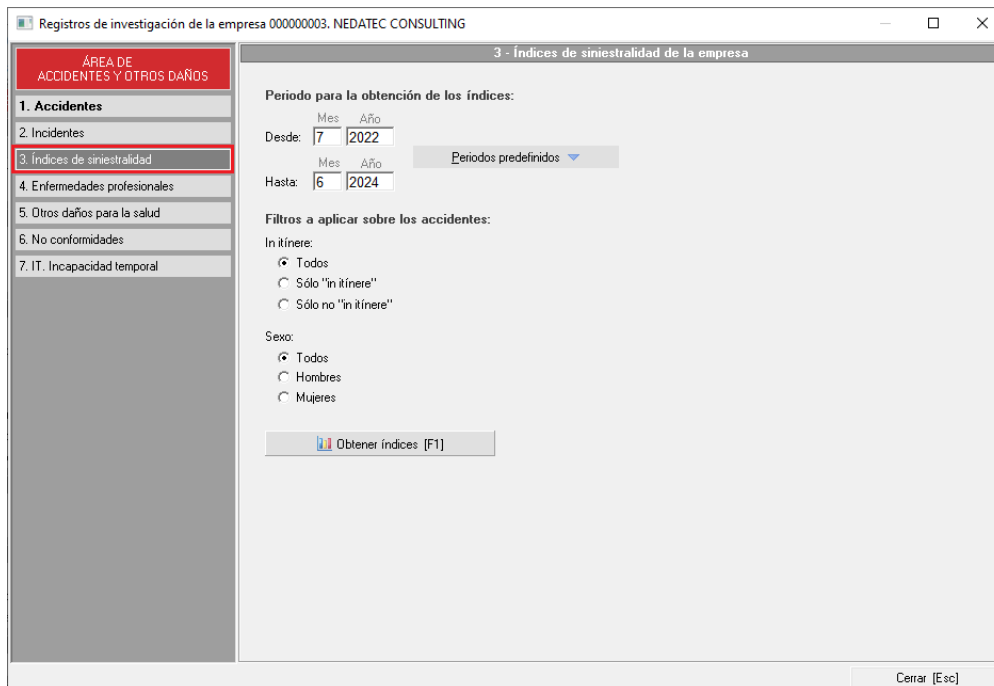 Registros de investigación de la empresa 000000003. NEDATEC CONSULTING
ÁREA DE
ACCIDENTES Y OTROS DAÑOS
1. Accidentes
2. Incidentes
3. Índices de siniestralidad
4. Enfermedades profesionales
5. Otros daños para la salud
6. No conformidades
7. IT. Incapacidad temporal
3 - Índices de siniestralidad de la empresa
Periodo para la obtención de los índices:
Mes Año
Desde: 7 2022
Periodos predefinidos
Mes Año
Hasta: 6 2024
Filtros a aplicar sobre los accidentes:
In itínere:
Todos
Sólo "in itínere"
Sólo no "in itínere"
Sexo:
Todos
Hombres
Mujeres
Obtener índices [F1]
Cerrar [Esc]